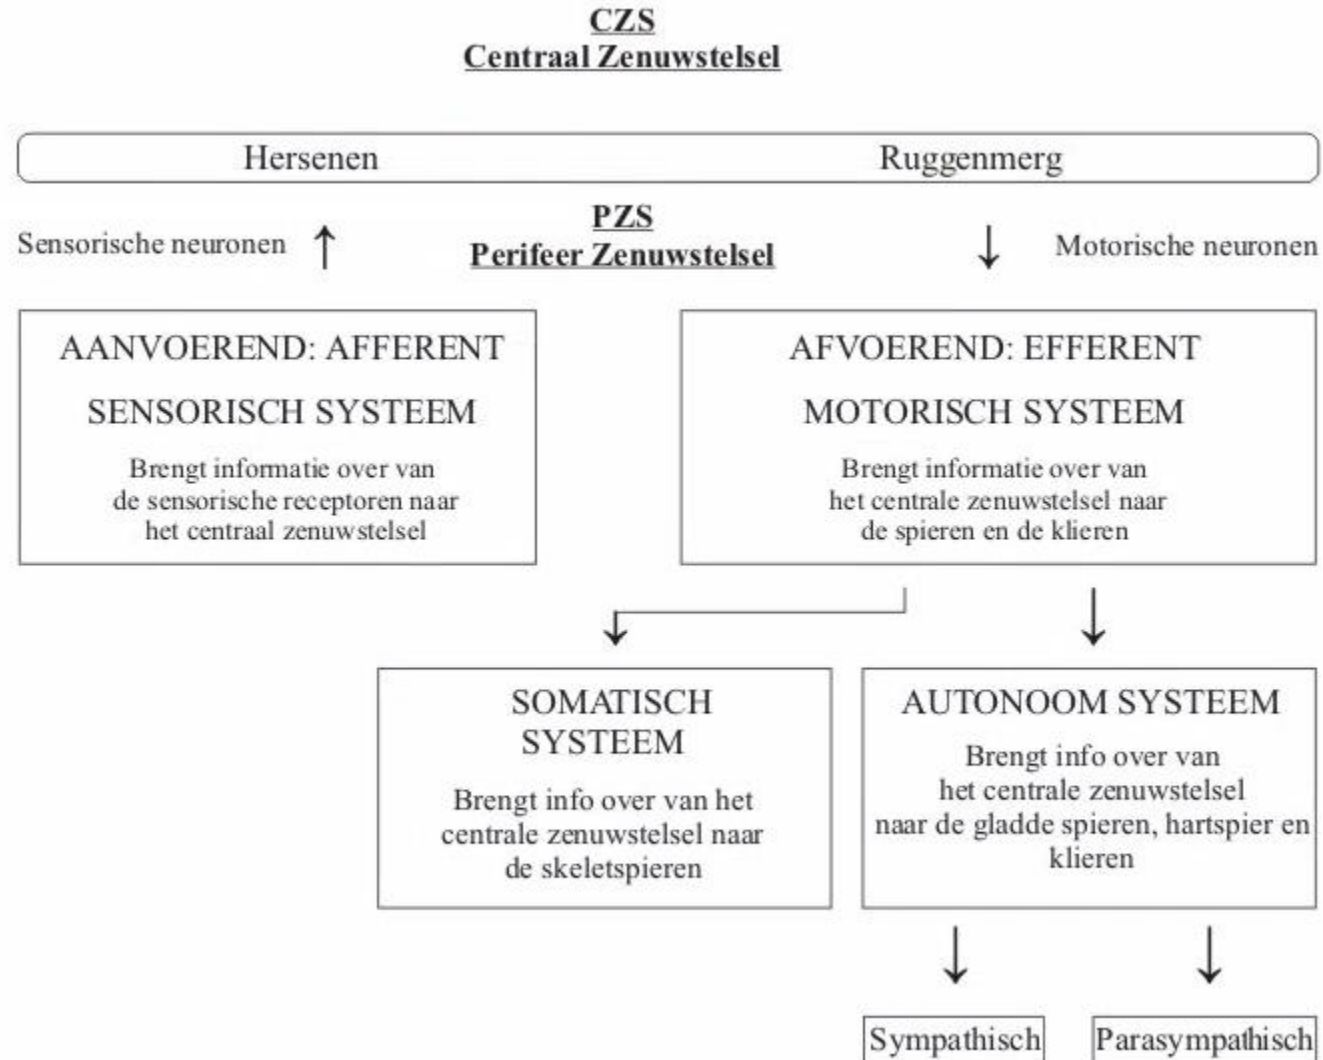 CZS
Centraal Zenuwstelsel
Hersenen
Ruggenmerg
PZS
Perifeer Zenuwstelsel
Sensorische neuronen
Motorische neuronen
AANVOEREND: AFFERENT
SENSORISCH SYSTEEM
Brengt informatie over van
de sensorische receptoren naar
het centraal zenuwstelsel
AFVOEREND: EFFERENT
MOTORISCH SYSTEEM
Brengt informatie over van
het centrale zenuwstelsel naar
de spieren en de klieren
SOMATISCH
SYSTEEM
Brengt info over van het
centrale zenuwstelsel naar
de skeletspieren
AUTONOOM SYSTEEM
Brengt info over van
het centrale zenuwstelsel
naar de gladde spieren, hartspier en
klieren
Sympathisch
Parasympathisch